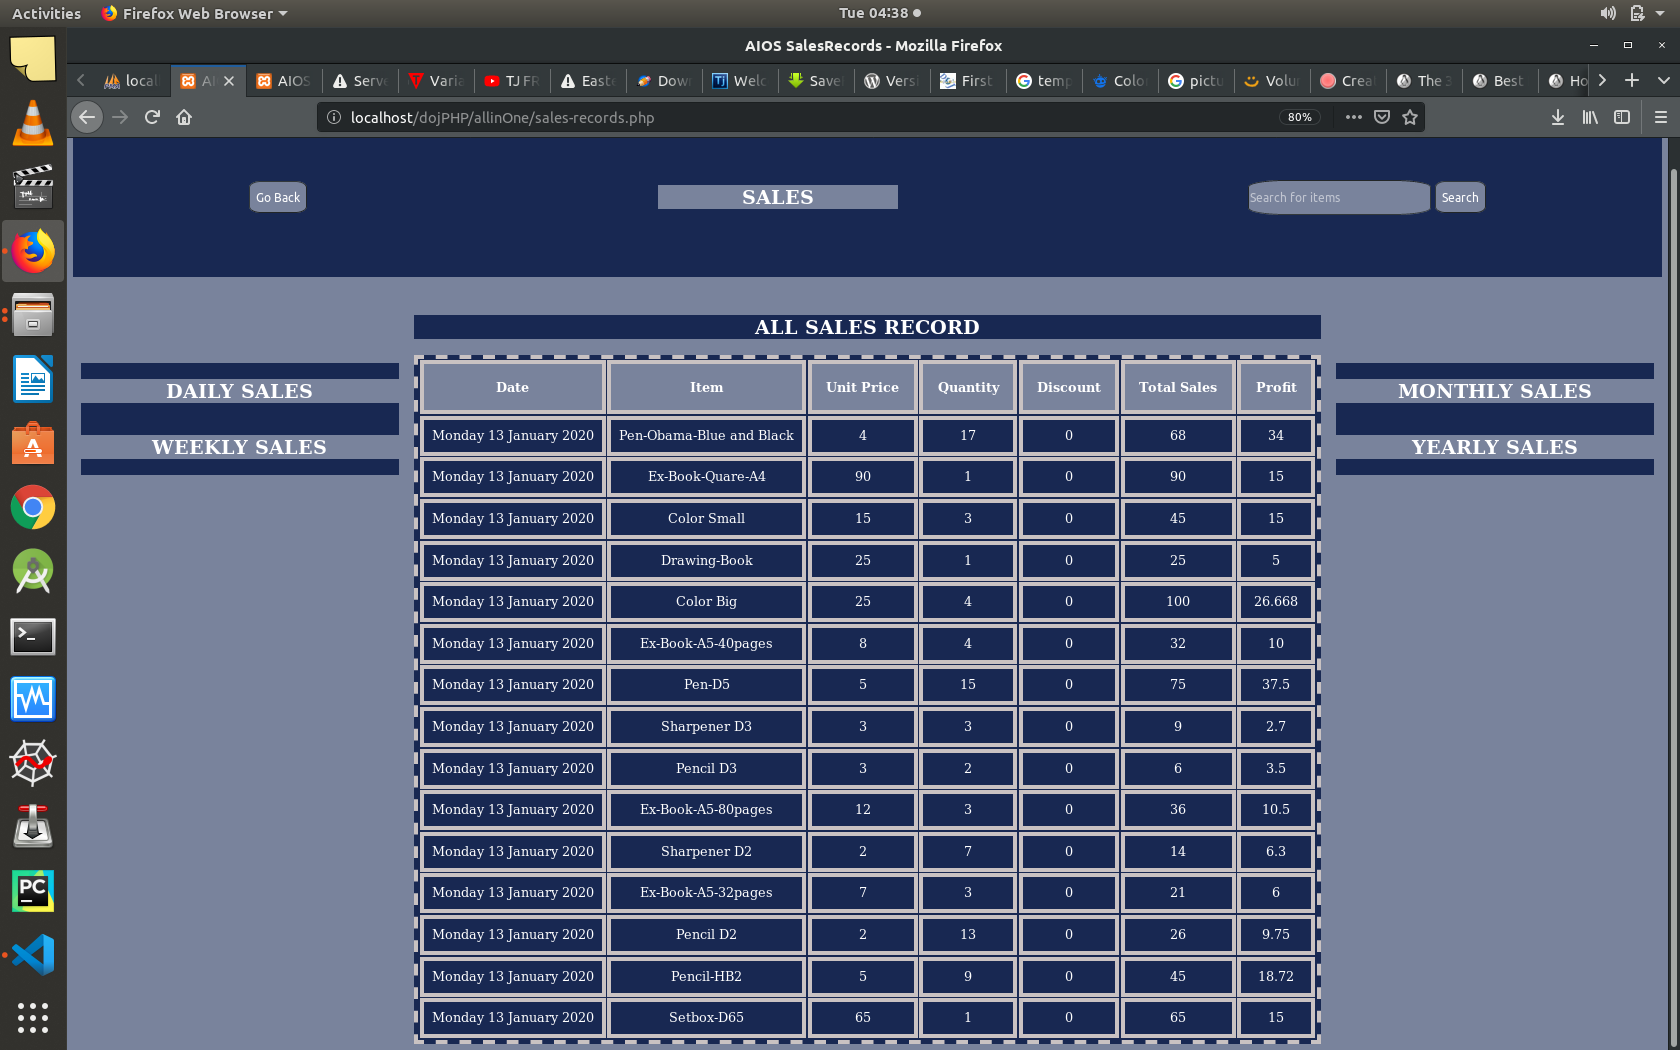 Activities Firefox Web Browser Tue 04:38
AIOS SalesRecords - Mozilla Firefox
local AI AIOS Serve Varia TJ FR Easte Dow Welc Save Versi First temp Colo pictu Volu Crea The 3 Best Ho
localhost/dojPHP/allinOne/sales-records.php 80%
Go Back SALES Search for items Search
ALL SALES RECORD
DAILY SALES
WEEKLY SALES
MONTHLY SALES
YEARLY SALES
Date Item Unit Price Quantity Discount Total Sales Profit
Monday 13 January 2020 Pen-Obama-Blue and Black 4 17 0 68 34
Monday 13 January 2020 Ex-Book-Quare-A4 90 1 0 90 15
Monday 13 January 2020 Color Small 15 3 0 45 15
Monday 13 January 2020 Drawing-Book 25 1 0 25 5
Monday 13 January 2020 Color Big 25 4 0 100 26.668
Monday 13 January 2020 Ex-Book-A5-40pages 8 4 0 32 10
Monday 13 January 2020 Pen-D5 5 15 0 75 37.5
Monday 13 January 2020 Sharpener D3 3 3 0 9 2.7
Monday 13 January 2020 Pencil D3 3 2 0 6 3.5
Monday 13 January 2020 Ex-Book-A5-80pages 12 3 0 36 10.5
Monday 13 January 2020 Sharpener D2 2 7 0 14 6.3
Monday 13 January 2020 Ex-Book-A5-32pages 7 3 0 21 6
Monday 13 January 2020 Pencil D2 2 13 0 26 9.75
Monday 13 January 2020 Pencil-HB2 5 9 0 45 18.72
Monday 13 January 2020 Setbox-D65 65 1 0 65 15